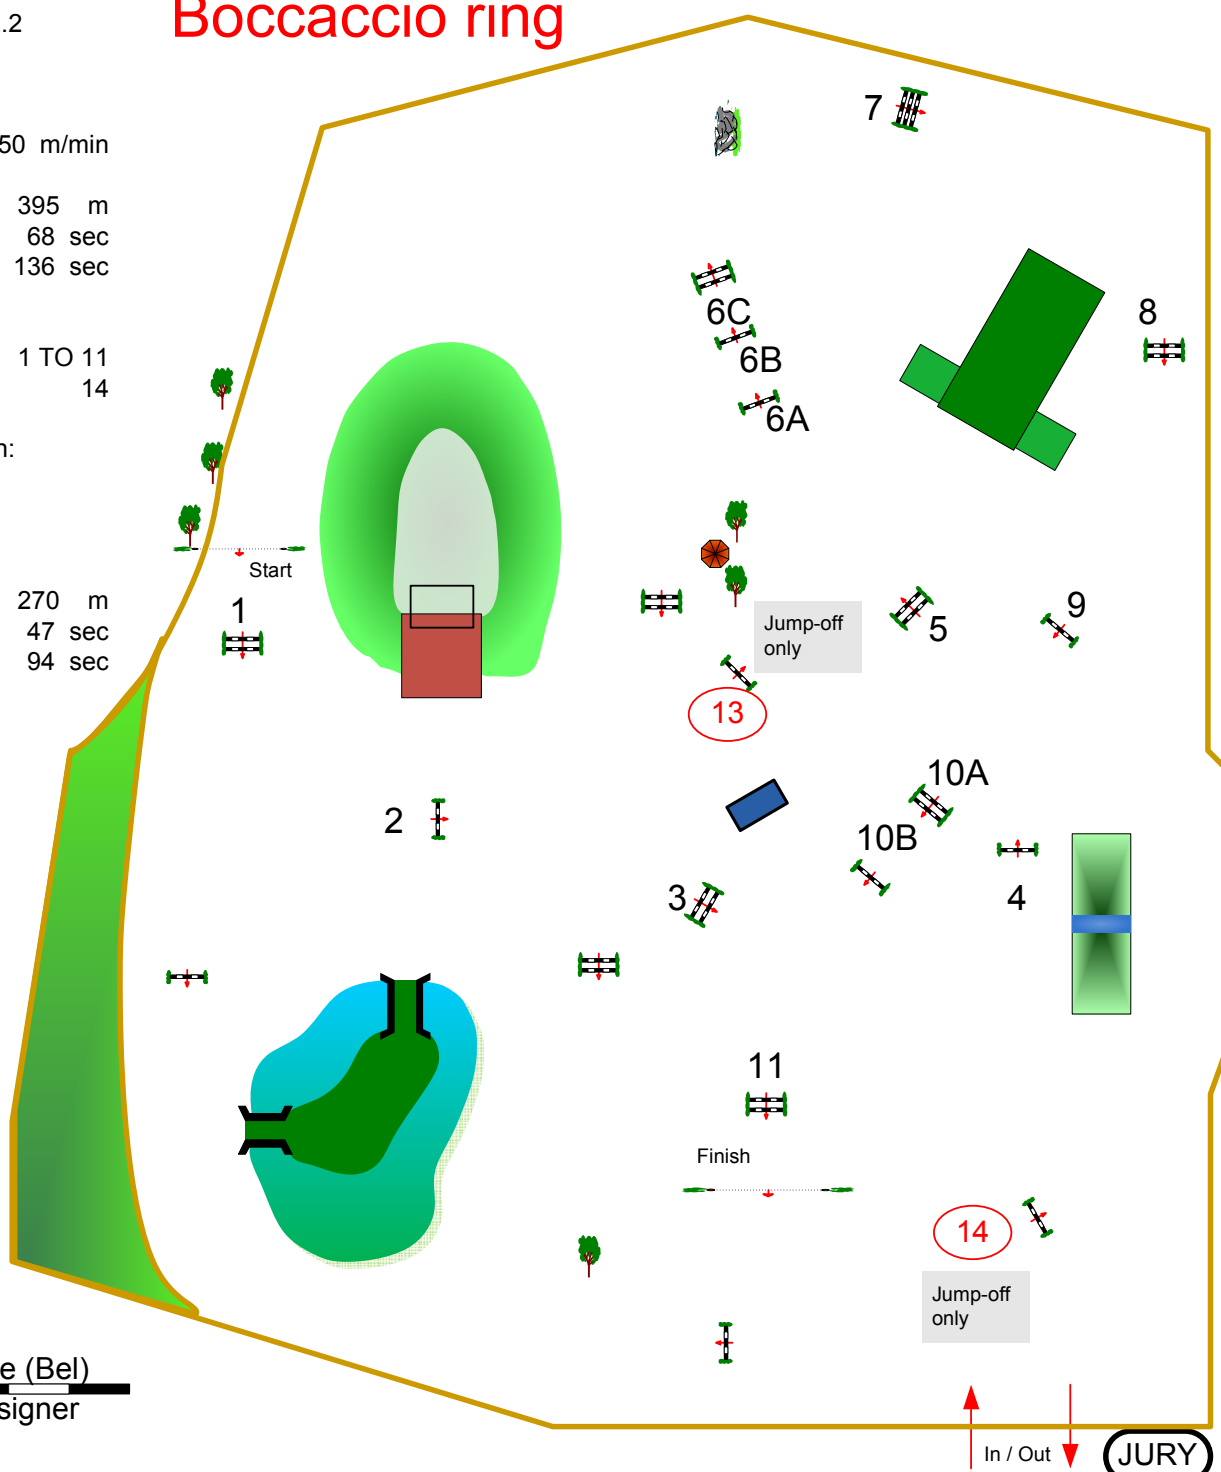 .2
Boccaccio ring
50 m/min
395 m
68 sec
136 sec
1 TO 11
14
n:
270 m
47 sec
94 sec
7
8
6C
6B
6A
Start
1
5
9
Jump-off
only
13
2
10A
10B
3
4
11
Finish
14
Jump-off
only
e (Bel)
signer
In / Out
JURY